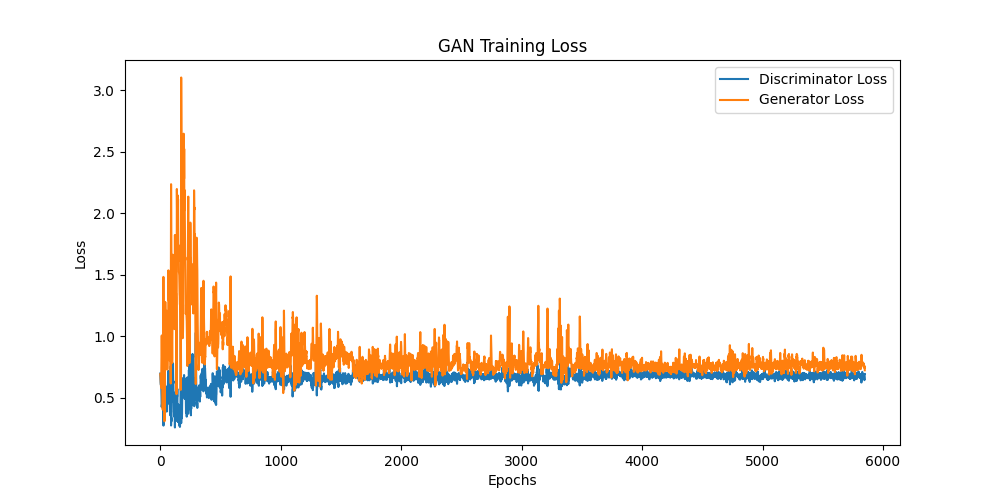 GAN Training Loss
Discriminator Loss
Generator Loss
3.0
2.5
2.0
1.5
1.0
0.5
Loss
0 1000 2000 3000 4000 5000 6000
Epochs